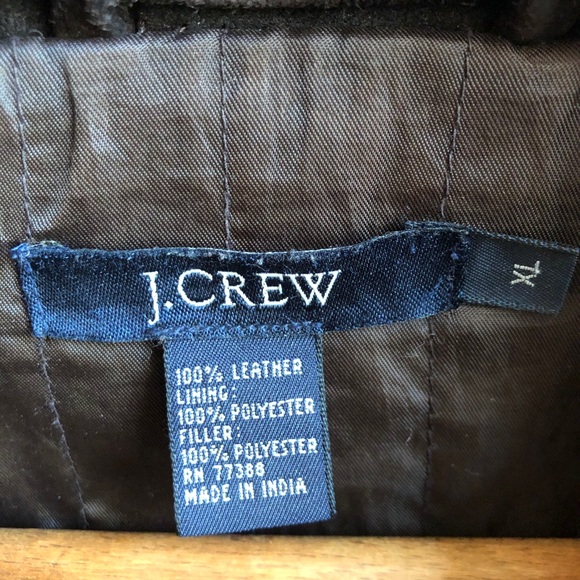 J.CREW
XL
100% LEATHER
LINING:
100% POLYESTER
FILLER:
100% POLYESTER
RN 77388
MADE IN INDIA